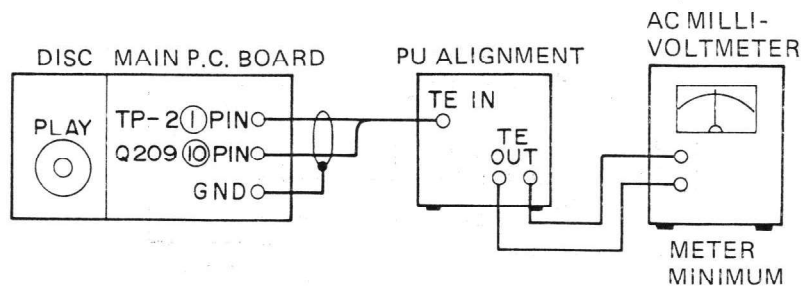 DISC MAIN P.C. BOARD
PLAY
TP-2①PIN
Q209⑩PIN
GND
PU ALIGNMENT
TE IN
TE
OUT
AC MILLI-
VOLTMETER
METER
MINIMUM